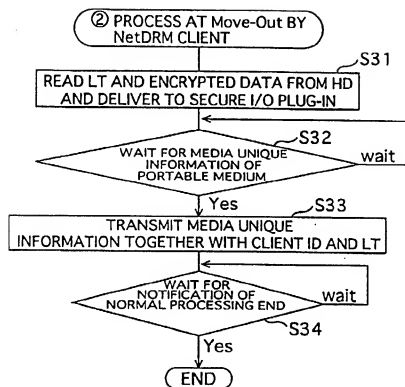 ② PROCESS AT Move-Out BY
NetDRM CLIENT
S31
READ LT AND ENCRYPTED DATA FROM HD
AND DELIVER TO SECURE I/O PLUG-IN
S32
WAIT FOR MEDIA UNIQUE
INFORMATION OF
PORTABLE MEDIUM
wait
Yes
S33
TRANSMIT MEDIA UNIQUE
INFORMATION TOGETHER WITH CLIENT ID AND LT
WAIT FOR
NOTIFICATION OF
NORMAL PROCESSING END
wait
S34
Yes
END